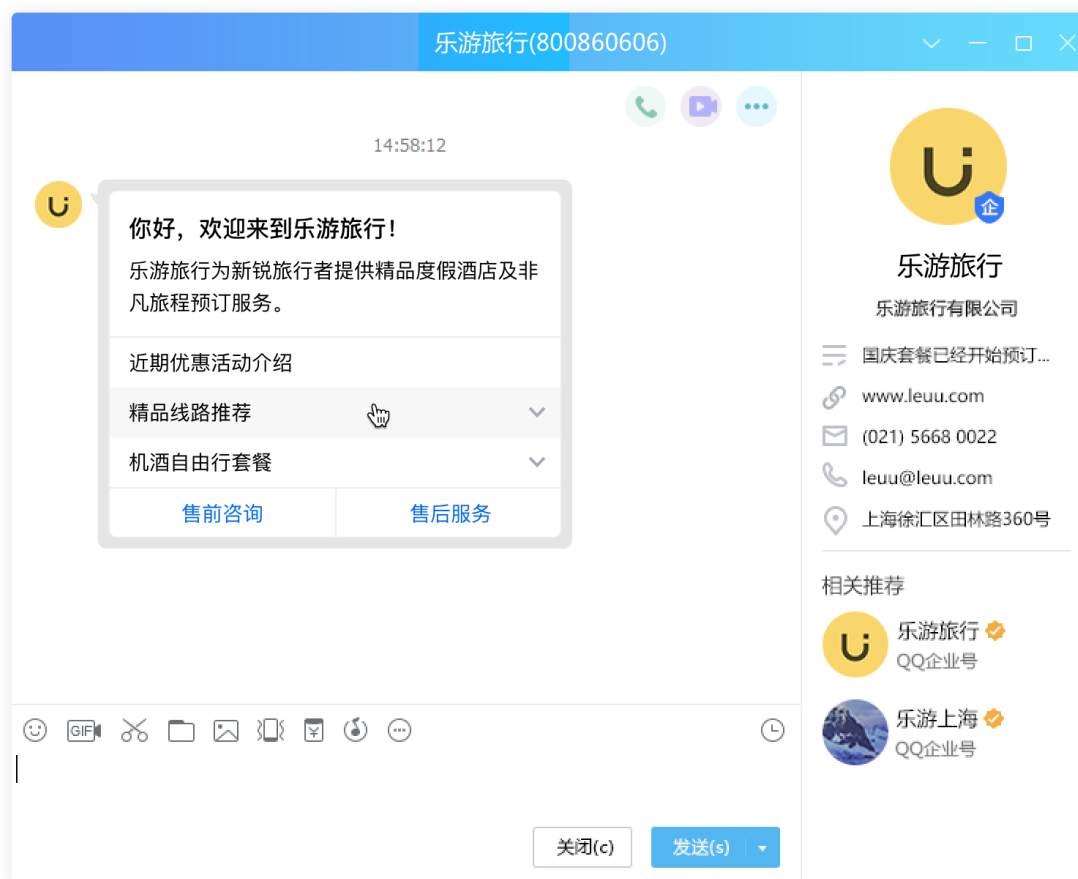 乐游旅行(800860606)
14:58:12
你好，欢迎来到乐游旅行！
乐游旅行为新锐旅行者提供精品度假酒店及非
凡旅程预订服务。
近期优惠活动介绍
精品线路推荐
机酒自由行套餐
售前咨询
售后服务
GIF
关闭(c)
发送(s)
企
乐游旅行
乐游旅行有限公司
国庆套餐已经开始预订...
www.leuu.com
(021) 5668 0022
leuu@leuu.com
上海徐汇区田林路360号
相关推荐
乐游旅行
QQ企业号
乐游上海
QQ企业号